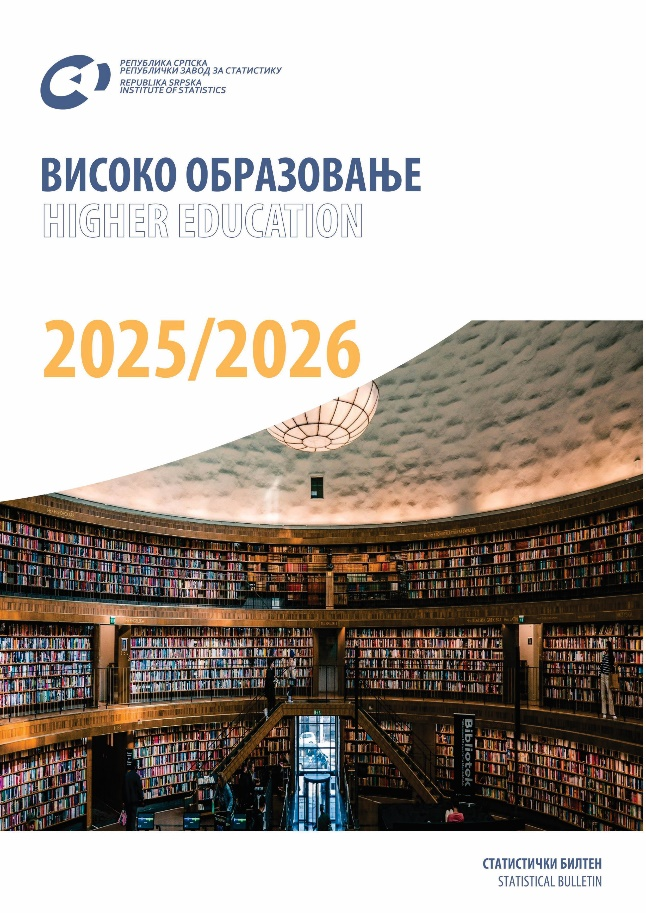 РЕПУБЛИКА СРПСКА
РЕПУБЛИЧКИ ЗАВОД ЗА СТАТИСТИКУ
REPUBLIKA SRPSKA
INSTITUTE OF STATISTICS
ВИСОКО ОБРАЗОВАЊЕ
HIGHER EDUCATION
2025/2026
Bibliotek
СТАТИСТИЧКИ БИЛТЕН
STATISTICAL BULLETIN